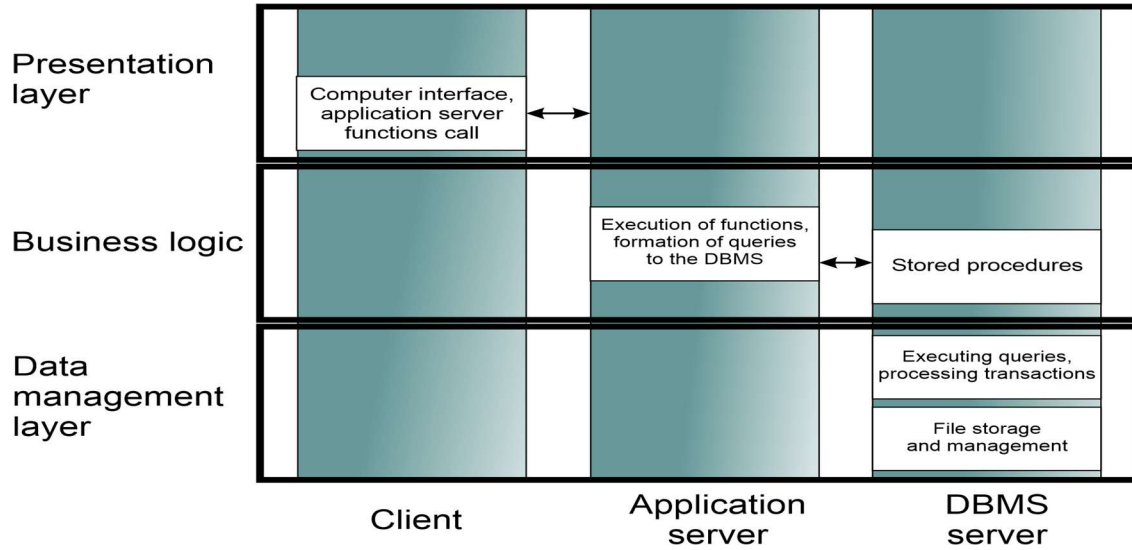 Presentation
layer
Computer interface,
application server
functions call
Business logic
Execution of functions,
formation of queries
to the DBMS
Stored procedures
Data
management
layer
Executing queries,
processing transactions
File storage
and management
Client
Application
server
DBMS
server